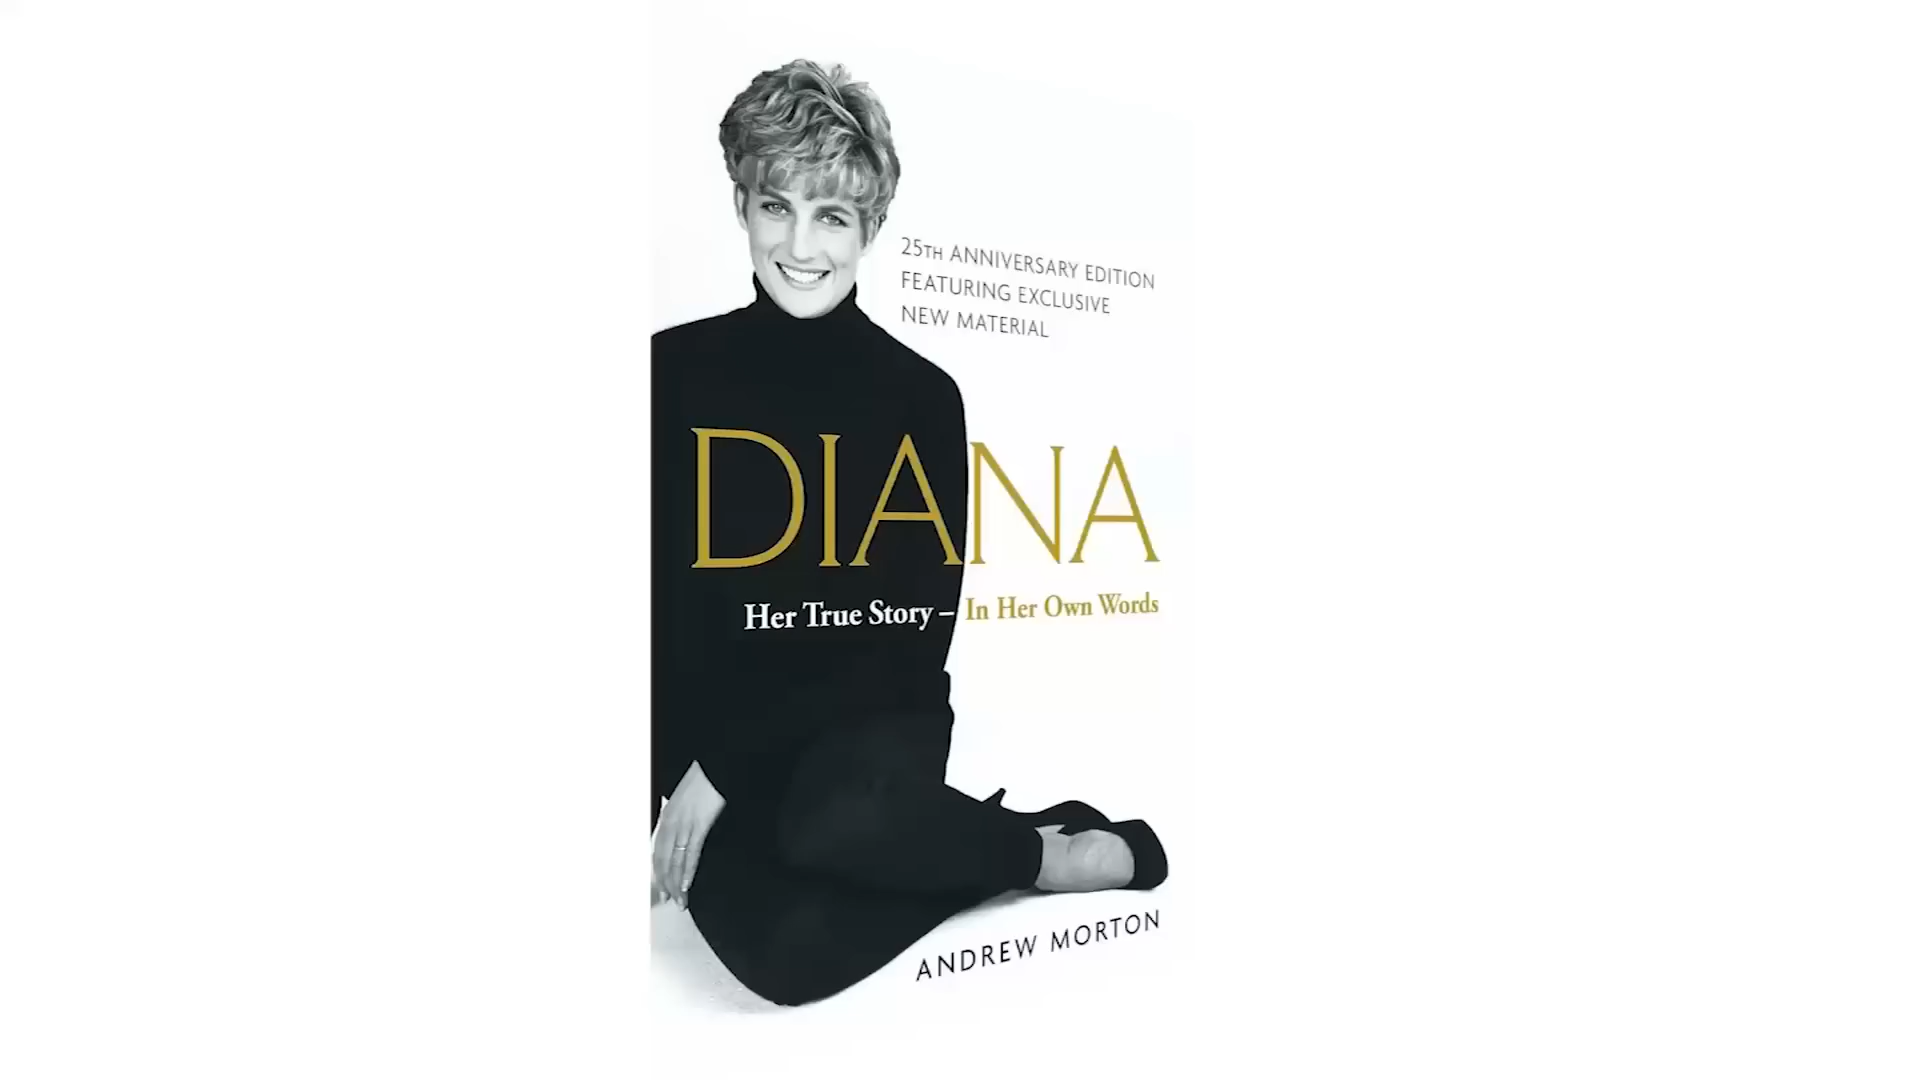 25TH ANNIVERSARY EDITION
FEATURING EXCLUSIVE
NEW MATERIAL
DIANA
Her True Story – In Her Own Words
ANDREW MORTON